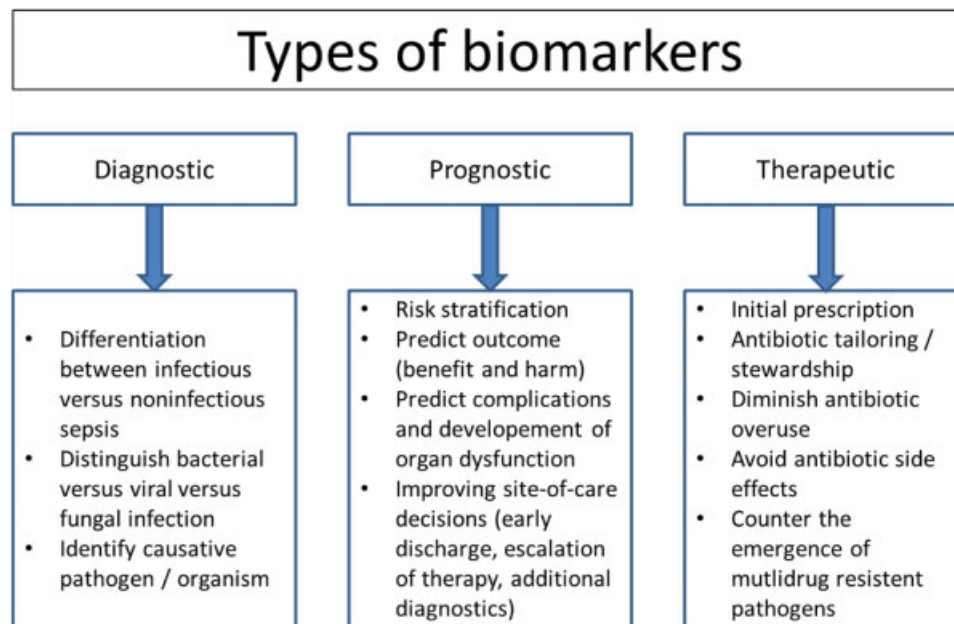 Types of biomarkers
Diagnostic
• Differentiation
between infectious
versus noninfectious
sepsis
• Distinguish bacterial
versus viral versus
fungal infection
• Identify causative
pathogen / organism
Prognostic
• Risk stratification
• Predict outcome
(benefit and harm)
• Predict complications
and developement of
organ dysfunction
• Improving site-of-care
decisions (early
discharge, escalation
of therapy, additional
diagnostics)
Therapeutic
• Initial prescription
• Antibiotic tailoring /
stewardship
• Diminish antibiotic
overuse
• Avoid antibiotic side
effects
• Counter the
emergence of
mutlidrug resistent
pathogens